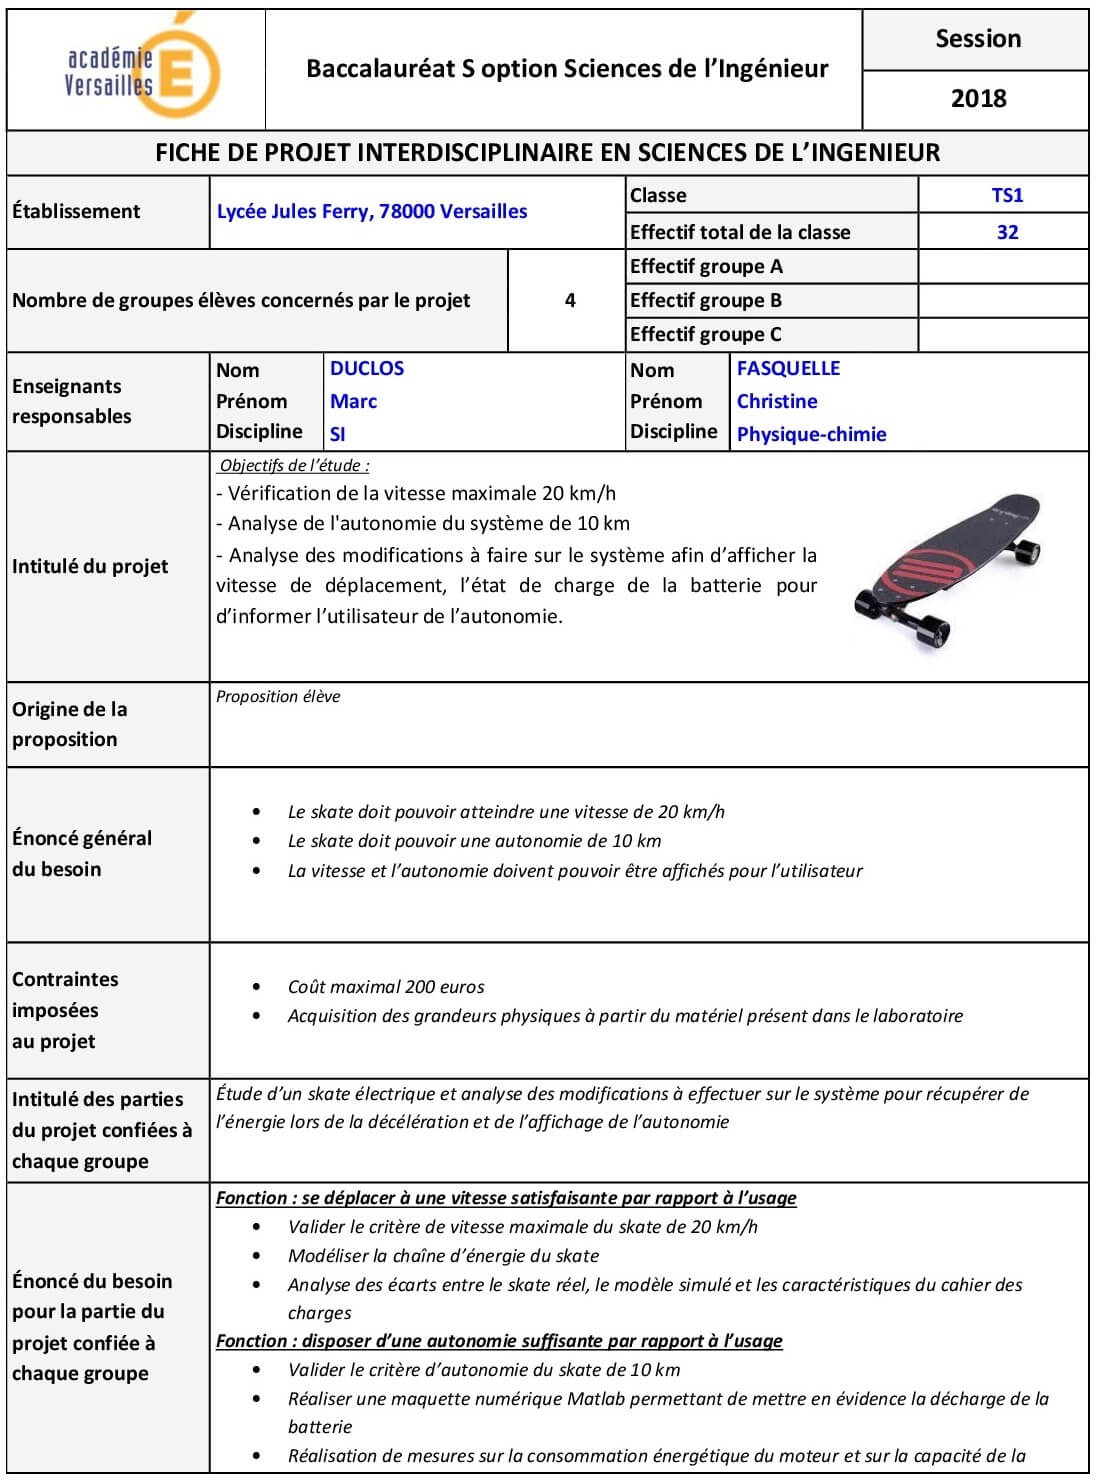 académie
Versailles
Baccalauréat S option Sciences de l’Ingénieur
Session
2018
FICHE DE PROJET INTERDISCIPLINAIRE EN SCIENCES DE L’INGENIEUR
Établissement
Lycée Jules Ferry, 78000 Versailles
Classe
TS1
Effectif total de la classe
32
Nombre de groupes élèves concernés par le projet
4
Effectif groupe A
Effectif groupe B
Effectif groupe C
Enseignants
responsables
Nom
DUCLOS
Prénom
Marc
Discipline
SI
Nom
FASQUELLE
Prénom
Christine
Discipline
Physique-chimie
Intitulé du projet
Objectifs de l’étude :
- Vérification de la vitesse maximale 20 km/h
- Analyse de l'autonomie du système de 10 km
- Analyse des modifications à faire sur le système afin d’afficher la
vitesse de déplacement, l’état de charge de la batterie pour
d’informer l’utilisateur de l’autonomie.
Origine de la
proposition
Proposition élève
Énoncé général
du besoin
• Le skate doit pouvoir atteindre une vitesse de 20 km/h
• Le skate doit pouvoir une autonomie de 10 km
• La vitesse et l’autonomie doivent pouvoir être affichés pour l’utilisateur
Contraintes
imposées
au projet
• Coût maximal 200 euros
• Acquisition des grandeurs physiques à partir du matériel présent dans le laboratoire
Intitulé des parties
du projet confiées à
chaque groupe
Étude d’un skate électrique et analyse des modifications à effectuer sur le système pour récupérer de
l’énergie lors de la décélération et de l’affichage de l’autonomie
Énoncé du besoin
pour la partie du
projet confiée à
chaque groupe
Fonction : se déplacer à une vitesse satisfaisante par rapport à l’usage
• Valider le critère de vitesse maximale du skate de 20 km/h
• Modéliser la chaîne d’énergie du skate
• Analyse des écarts entre le skate réel, le modèle simulé et les caractéristiques du cahier des
charges
Fonction : disposer d’une autonomie suffisante par rapport à l’usage
• Valider le critère d’autonomie du skate de 10 km
• Réaliser une maquette numérique Matlab permettant de mettre en évidence la décharge de la
batterie
• Réalisation de mesures sur la consommation énergétique du moteur et sur la capacité de la